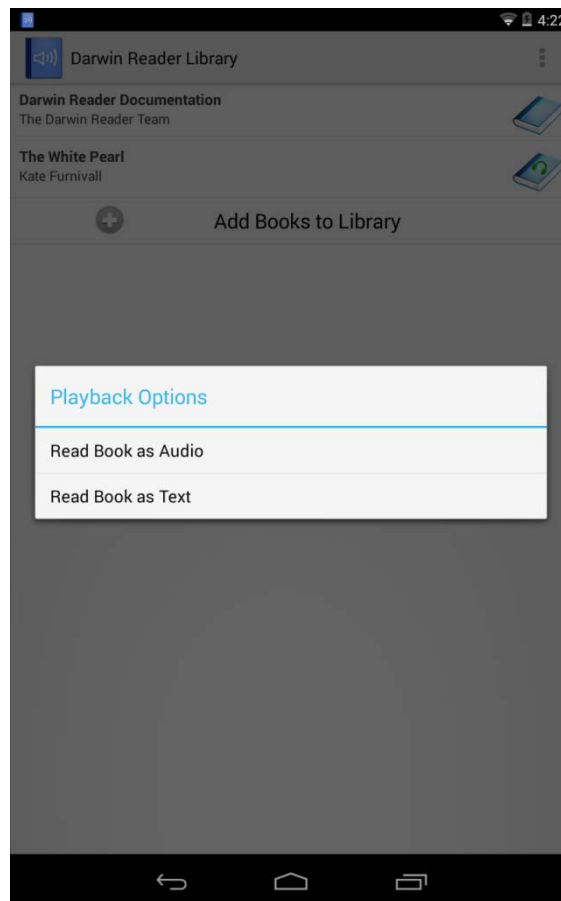 4:22
Darwin Reader Library
Darwin Reader Documentation
The Darwin Reader Team
The White Pearl
Kate Furnivall
Add Books to Library
Playback Options
Read Book as Audio
Read Book as Text